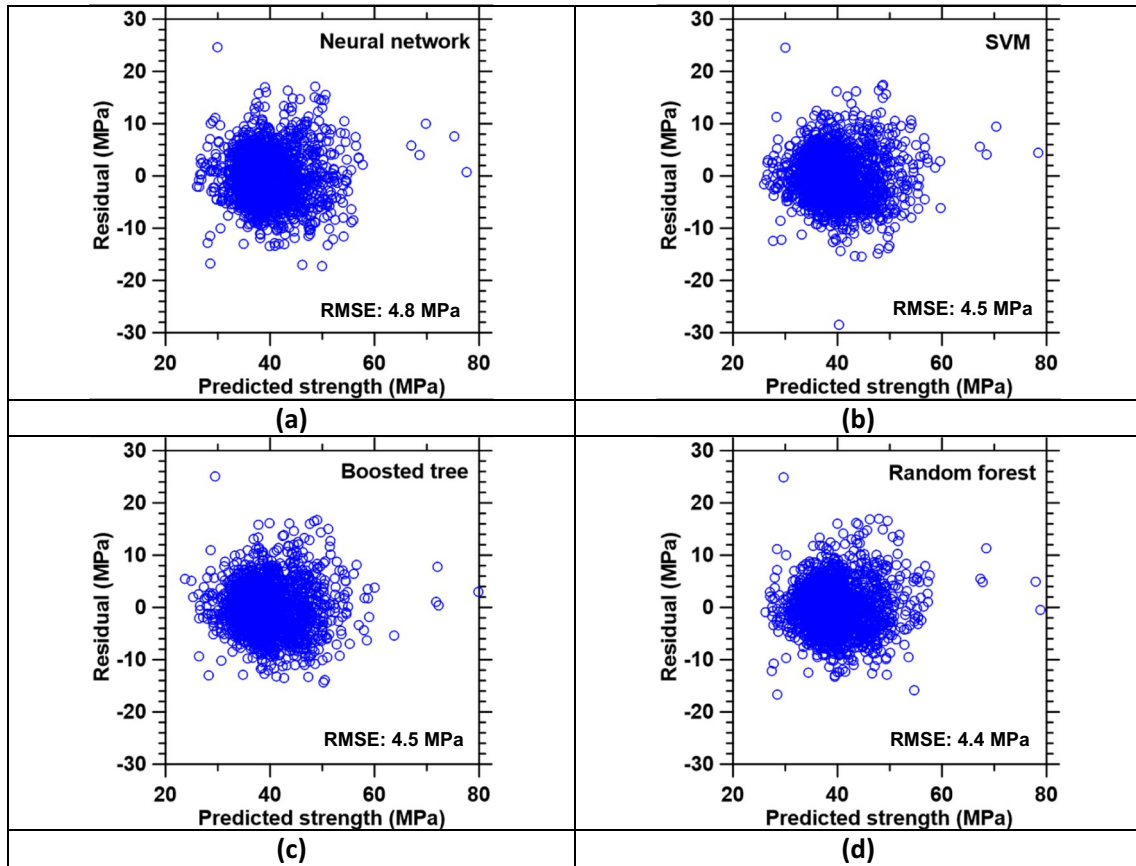 30
Neural network
20
10
0
-10
-20
RMSE: 4.8 MPa
-30
20 40 60 80
Residual (MPa)
Predicted strength (MPa)
(a)
30
SVM
20
10
0
-10
-20
RMSE: 4.5 MPa
-30
20 40 60 80
Residual (MPa)
Predicted strength (MPa)
(b)
30
Boosted tree
20
10
0
-10
-20
RMSE: 4.5 MPa
-30
20 40 60 80
Residual (MPa)
Predicted strength (MPa)
(c)
30
Random forest
20
10
0
-10
-20
RMSE: 4.4 MPa
-30
20 40 60 80
Residual (MPa)
Predicted strength (MPa)
(d)